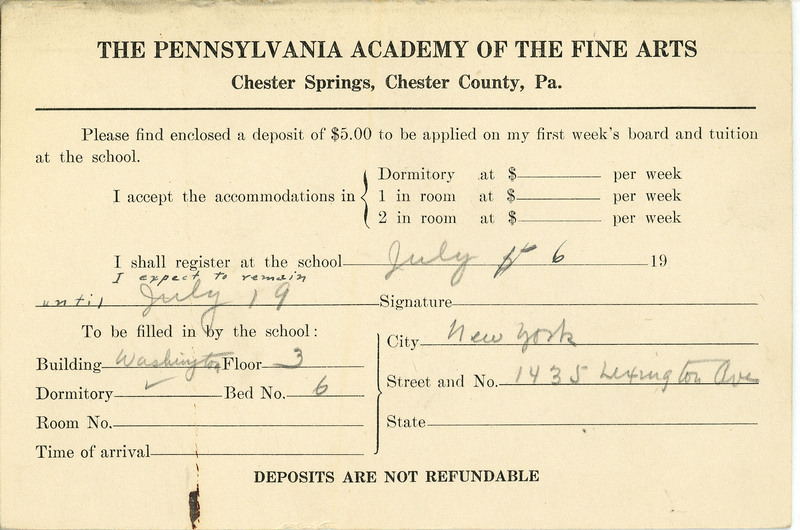 THE PENNSYLVANIA ACADEMY OF THE FINE ARTS
Chester Springs, Chester County, Pa.
Please find enclosed a deposit of $5.00 to be applied on my first week's board and tuition
at the school.
I accept the accommodations in
Dormitory at $ per week
1 in room at $ per week
2 in room at $ per week
I shall register at the school July 6 19
I expect to remain
until July 19 Signature
To be filled in by the school:
Building Washington Floor 3
Dormitory ✓ Bed No. 6
Room No.
Time of arrival
City New York
Street and No. 1435 Lexington Ave
State
DEPOSITS ARE NOT REFUNDABLE